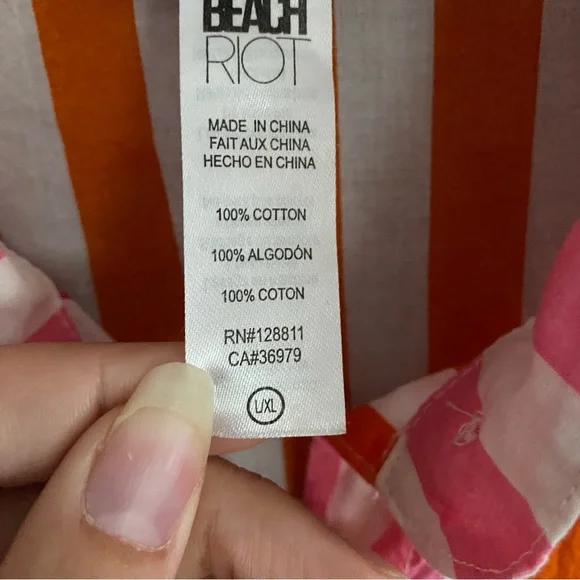 BEACH
RIOT
MADE IN CHINA
FAIT AUX CHINA
HECHO EN CHINA
100% COTTON
100% ALGODÓN
100% COTON
RN#128811
CA#36979
L/XL